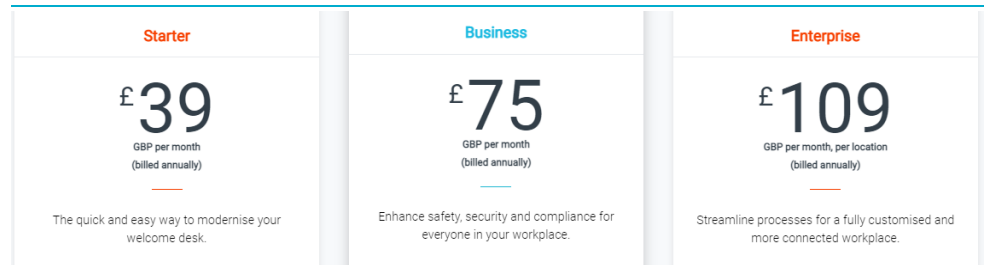 Starter
£39
GBP per month
(billed annually)
The quick and easy way to modernise your
welcome desk.
Business
£75
GBP per month
(billed annually)
Enhance safety, security and compliance for
everyone in your workplace.
Enterprise
£109
GBP per month, per location
(billed annually)
Streamline processes for a fully customised and
more connected workplace.